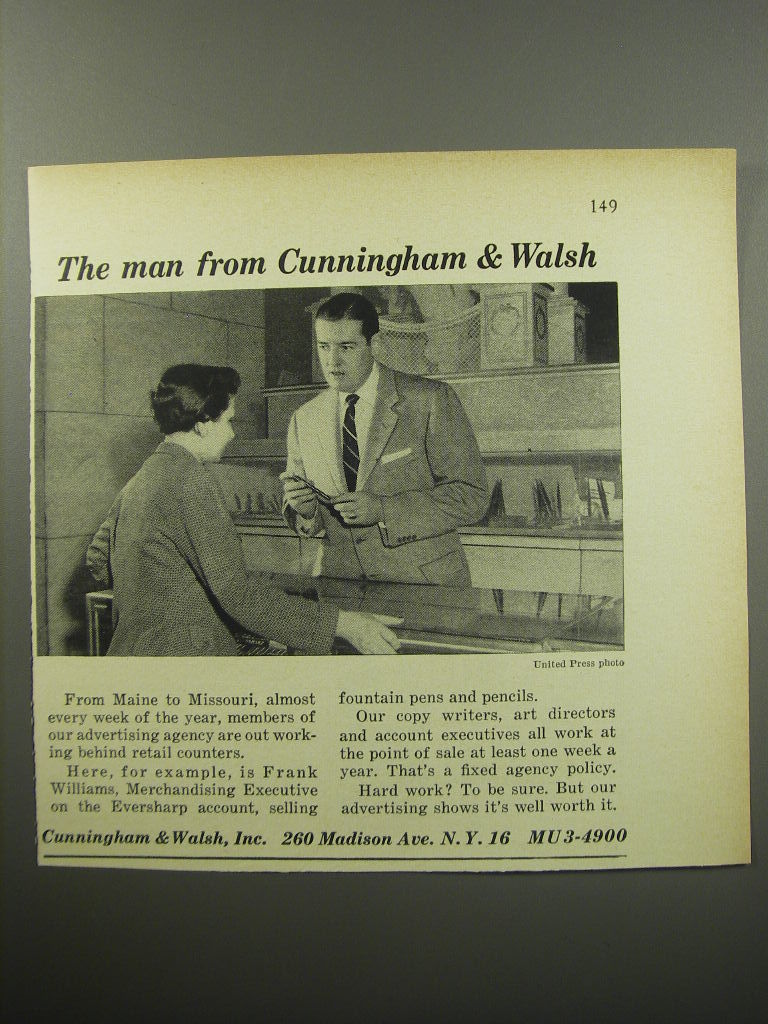 149
The man from Cunningham & Walsh
United Press photo
From Maine to Missouri, almost
every week of the year, members of
our advertising agency are out work-
ing behind retail counters.
Here, for example, is Frank
Williams, Merchandising Executive
on the Eversharp account, selling
fountain pens and pencils.
Our copy writers, art directors
and account executives all work at
the point of sale at least one week a
year. That's a fixed agency policy.
Hard work? To be sure. But our
advertising shows it's well worth it.
Cunningham & Walsh, Inc. 260 Madison Ave. N. Y. 16 MU 3-4900